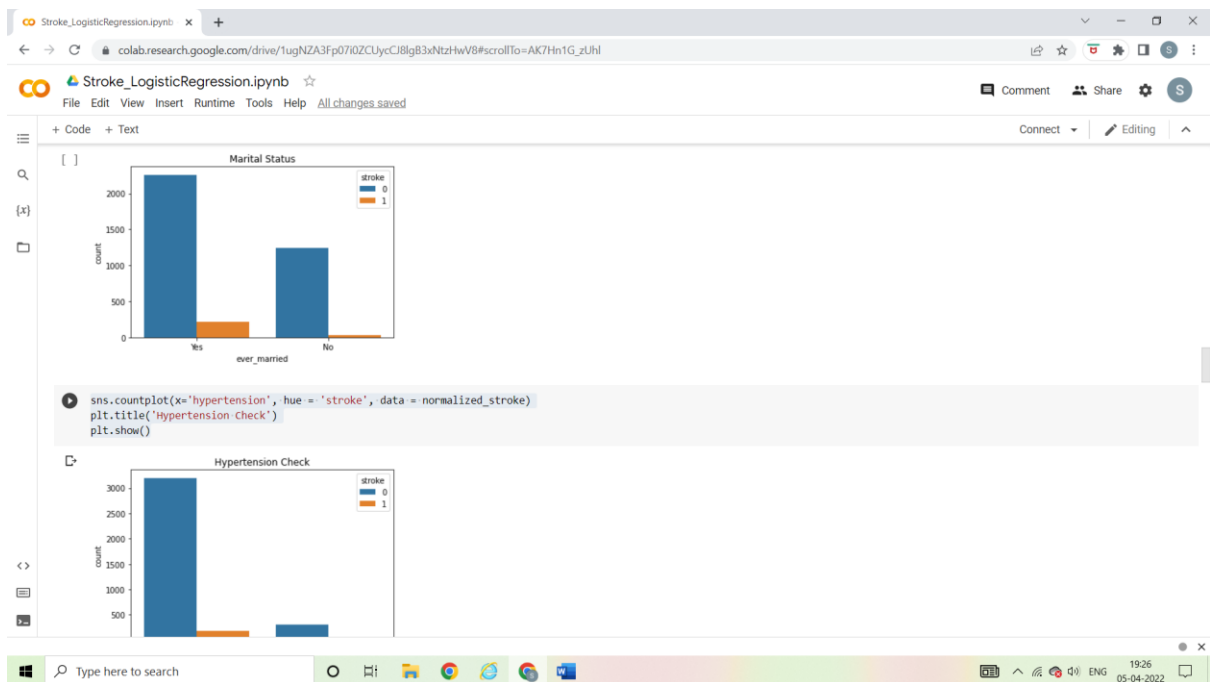 Stroke_LogisticRegression.ipynb
colab.research.google.com/drive/1ugNZA3Fp07i0ZCUycCJ8lgB3xNtzHwV8#scrollTo=AK7Hn1G_zUhl
S
CO
Stroke_LogisticRegression.ipynb
File Edit View Insert Runtime Tools Help All changes saved
Comment Share S
+ Code + Text
Connect Editing
[ ]
Marital Status
stroke
0
1
2000
1500
1000
500
0
count
Yes No
ever_married
{x}
sns.countplot(x='hypertension', hue = 'stroke', data = normalized_stroke)
plt.title('Hypertension Check')
plt.show()
Hypertension Check
stroke
0
1
3000
2500
2000
1500
1000
500
count
Type here to search
ENG
19:26
05-04-2022